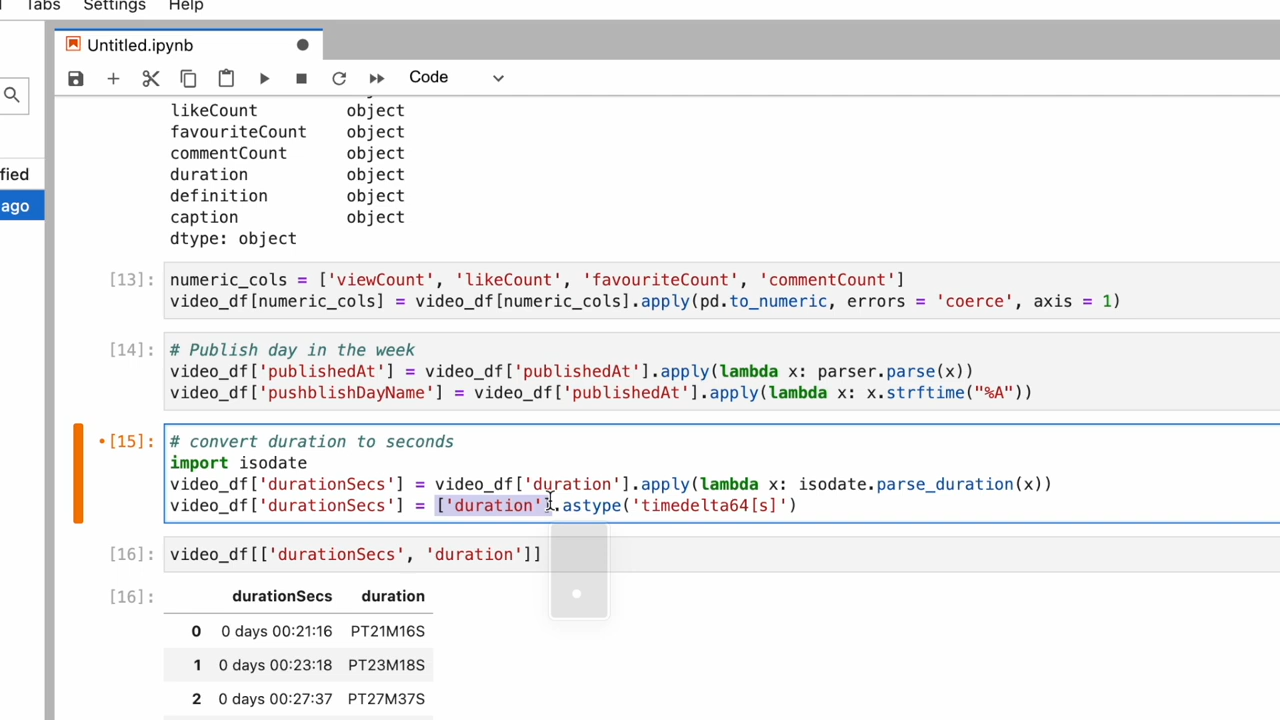 Tabs Settings Help
Untitled.ipynb
Code
fied
ago
likeCount object
favouriteCount object
commentCount object
duration object
definition object
caption object
dtype: object
[13]: numeric_cols = ['viewCount', 'likeCount', 'favouriteCount', 'commentCount']
video_df[numeric_cols] = video_df[numeric_cols].apply(pd.to_numeric, errors = 'coerce', axis = 1)
[14]: # Publish day in the week
video_df['publishedAt'] = video_df['publishedAt'].apply(lambda x: parser.parse(x))
video_df['pushblishDayName'] = video_df['publishedAt'].apply(lambda x: x.strftime("%A"))
•[15]: # convert duration to seconds
import isodate
video_df['durationSecs'] = video_df['duration'].apply(lambda x: isodate.parse_duration(x))
video_df['durationSecs'] = ['duration'].astype('timedelta64[s]')
[16]: video_df[['durationSecs', 'duration']]
[16]: durationSecs duration
0 0 days 00:21:16 PT21M16S
1 0 days 00:23:18 PT23M18S
2 0 days 00:27:37 PT27M37S